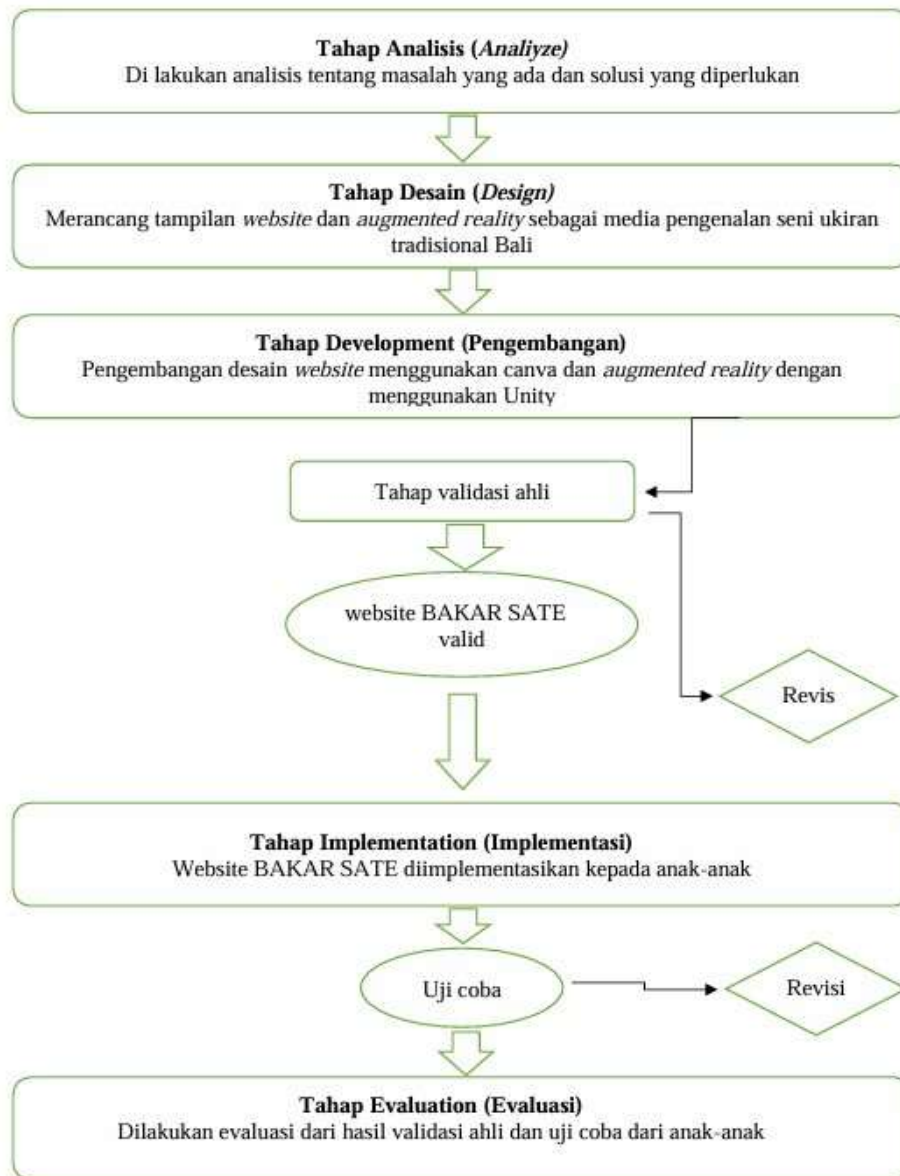 Tahap Analisis (Analiyze)
Di lakukan analisis tentang masalah yang ada dan solusi yang diperlukan
Tahap Desain (Design)
Merancang tampilan website dan augmented reality sebagai media pengenalan seni ukiran
tradisional Bali
Tahap Development (Pengembangan)
Pengembangan desain website menggunakan canva dan augmented reality dengan
menggunakan Unity
Tahap validasi ahli
website BAKAR SATE
valid
Revis
Tahap Implementation (Implementasi)
Website BAKAR SATE diimplementasikan kepada anak-anak
Uji coba
Revisi
Tahap Evaluation (Evaluasi)
Dilakukan evaluasi dari hasil validasi ahli dan uji coba dari anak-anak